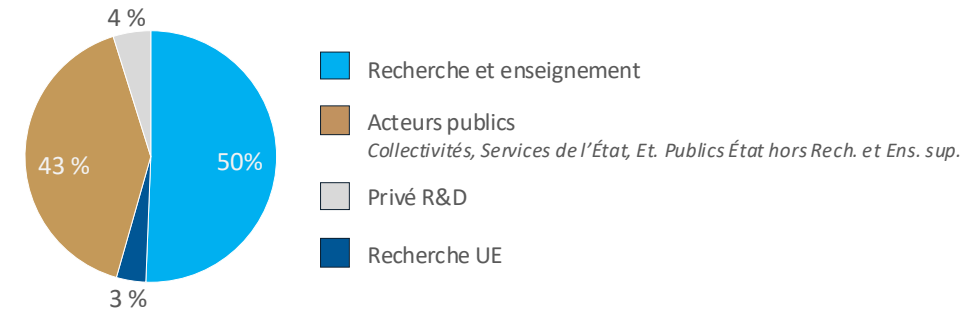 4 %
50%
43 %
3 %
Recherche et enseignement
Acteurs publics
Collectivités, Services de l'État, Et. Publics État hors Rech. et Ens. sup.
Privé R&D
Recherche UE